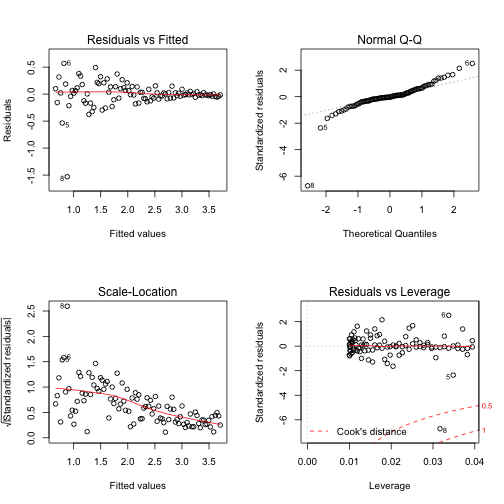 Residuals vs Fitted
Residuals
0.5
0.0
-0.5
-1.0
-1.5
6
5
8
1.0 1.5 2.0 2.5 3.0 3.5
Fitted values
Normal Q-Q
Standardized residuals
2
0
-2
-4
-6
6
5
8
-2 -1 0 1 2
Theoretical Quantiles
Scale-Location
√|Standardized residuals|
2.5
2.0
1.5
1.0
0.5
0.0
8
5
6
1.0 1.5 2.0 2.5 3.0 3.5
Fitted values
Residuals vs Leverage
Standardized residuals
2
0
-2
-4
-6
6
5
8
0.5
1
Cook's distance
0.00 0.01 0.02 0.03 0.04
Leverage